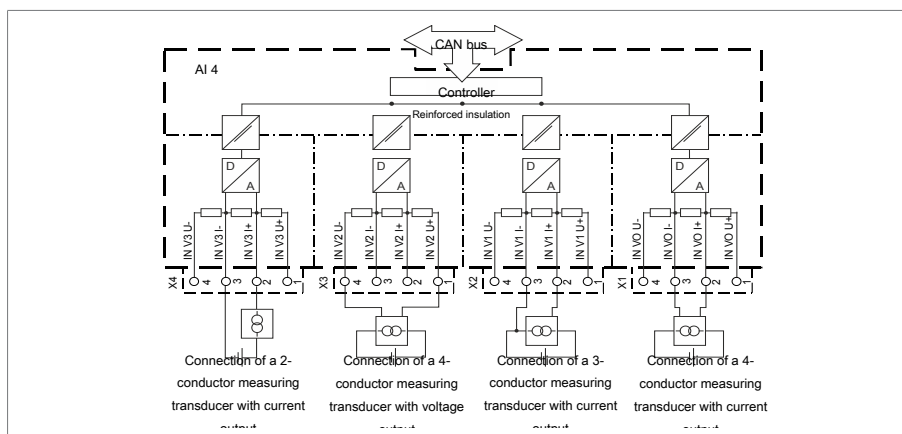 CAN bus
AI 4
Controller
Reinforced insulation
D
A
D
A
D
A
D
A
IN V3 U-
IN V3 I-
IN V3 I+
IN V3 U+
IN V2 U-
IN V2 I-
IN V2 I+
IN V2 U+
IN V1 U-
IN V1 I-
IN V1 I+
IN V1 U+
IN VO U-
IN VO I-
IN VO I+
IN VO U+
X4
4
3
2
1
X3
4
3
2
1
X2
4
3
2
1
X1
4
3
2
1
Connection of a 2-
conductor measuring
transducer with current
output
Connection of a 4-
conductor measuring
transducer with voltage
output
Connection of a 3-
conductor measuring
transducer with current
output
Connection of a 4-
conductor measuring
transducer with current
output